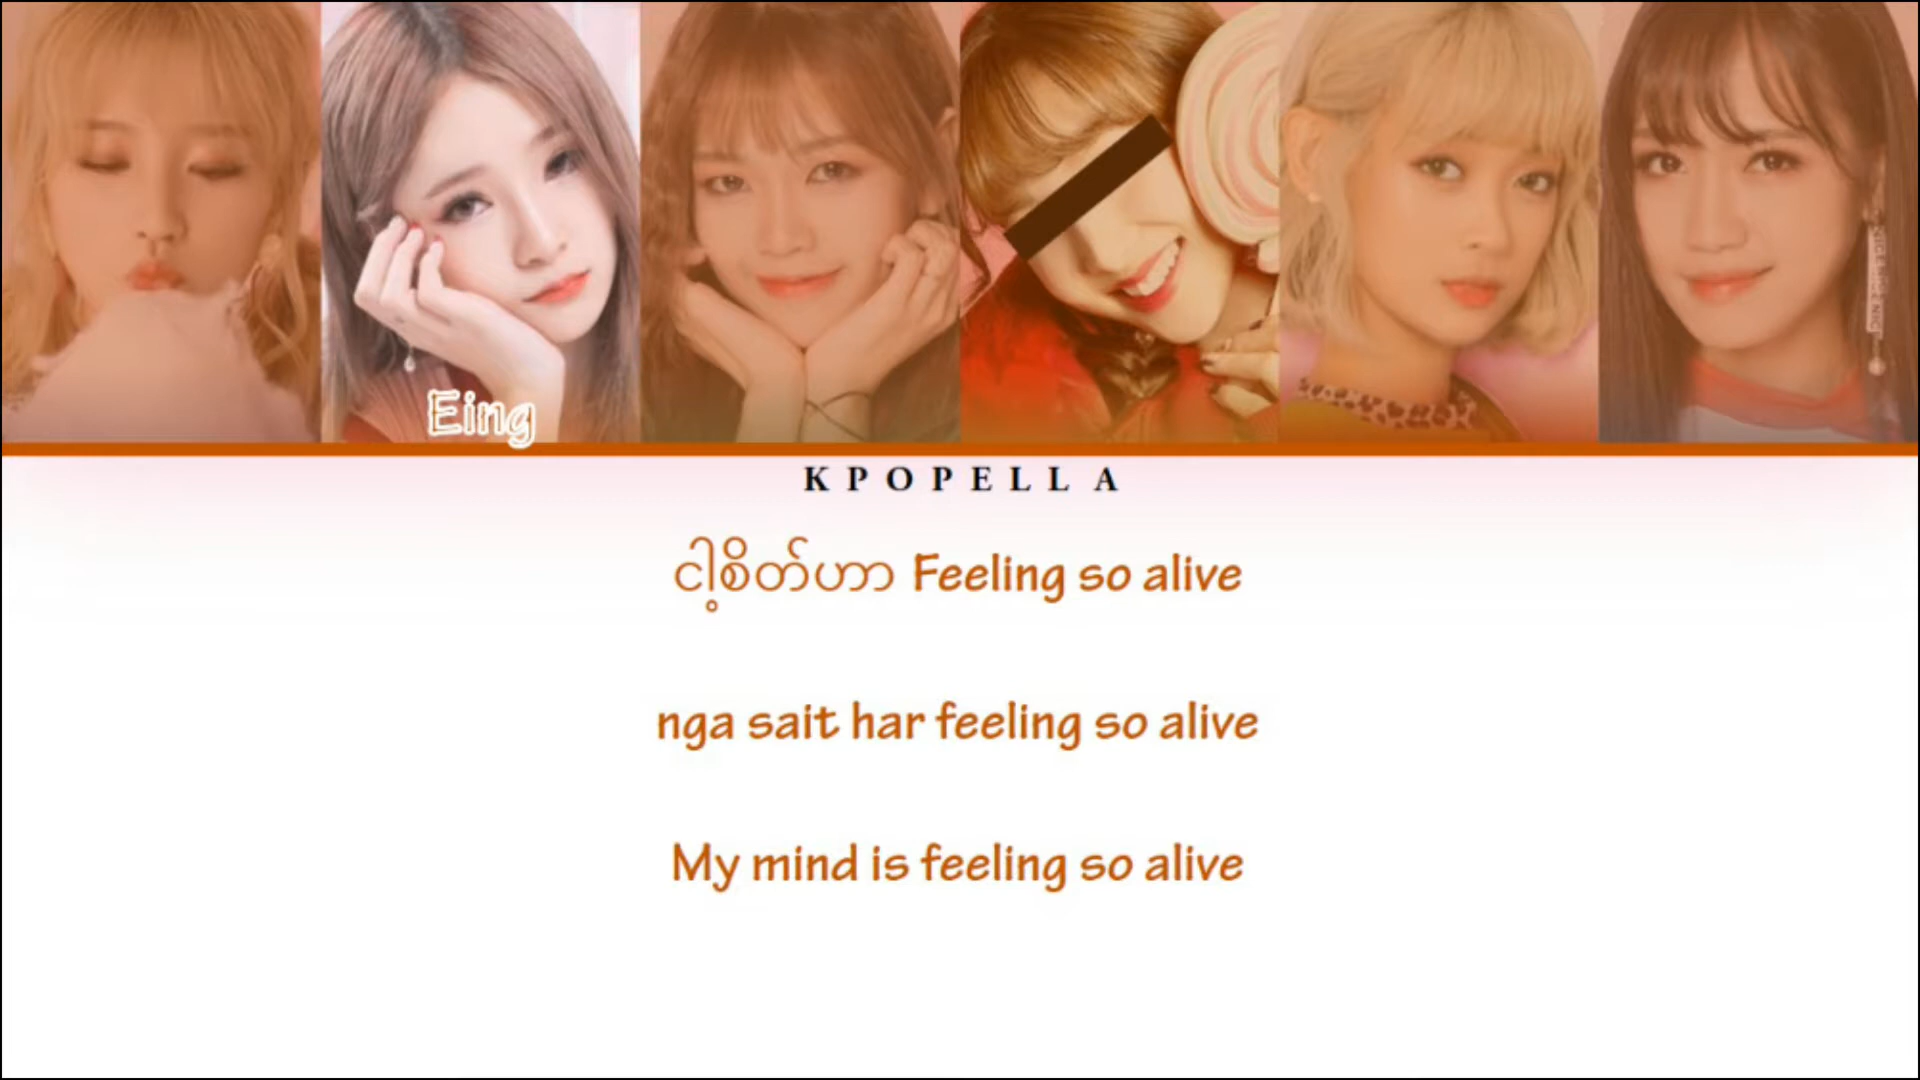 Eing
KPOPELLA
ငါ့စိတ်ဟာ Feeling so alive
nga sait har feeling so alive
My mind is feeling so alive